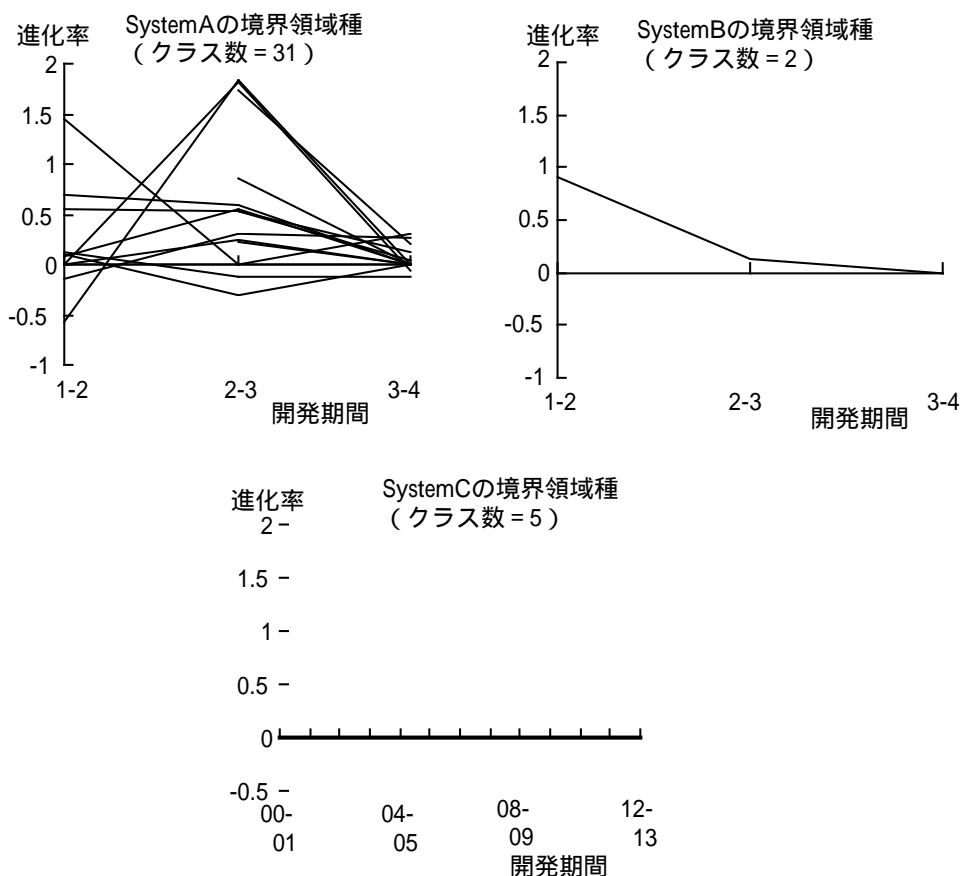 進化率
SystemAの境界領域種
（クラス数 = 31）
2
1.5
1
0.5
0
-0.5
-1
1-2
2-3
3-4
開発期間
進化率
SystemBの境界領域種
（クラス数 = 2）
2
1.5
1
0.5
0
-0.5
-1
1-2
2-3
3-4
開発期間
進化率
SystemCの境界領域種
（クラス数 = 5）
2
1.5
1
0.5
0
-0.5
00-
01
04-
05
08-
09
12-
13
開発期間